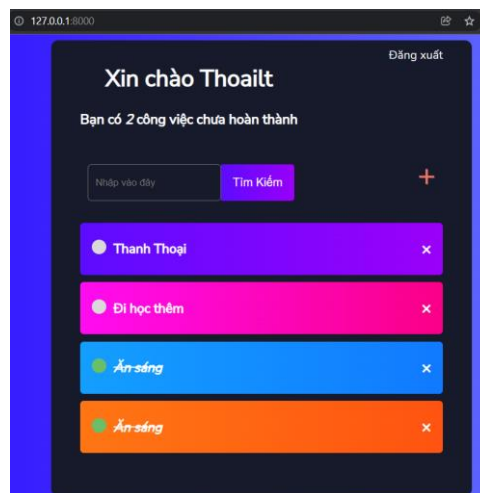 127.0.0.1:8000
Đăng xuất
Xin chào Thoailt
Bạn có 2 công việc chưa hoàn thành
Nhập vào đây
Tìm Kiếm
+
Thanh Thoại ×
Đi học thêm ×
Ăn sáng ×
Ăn sáng ×